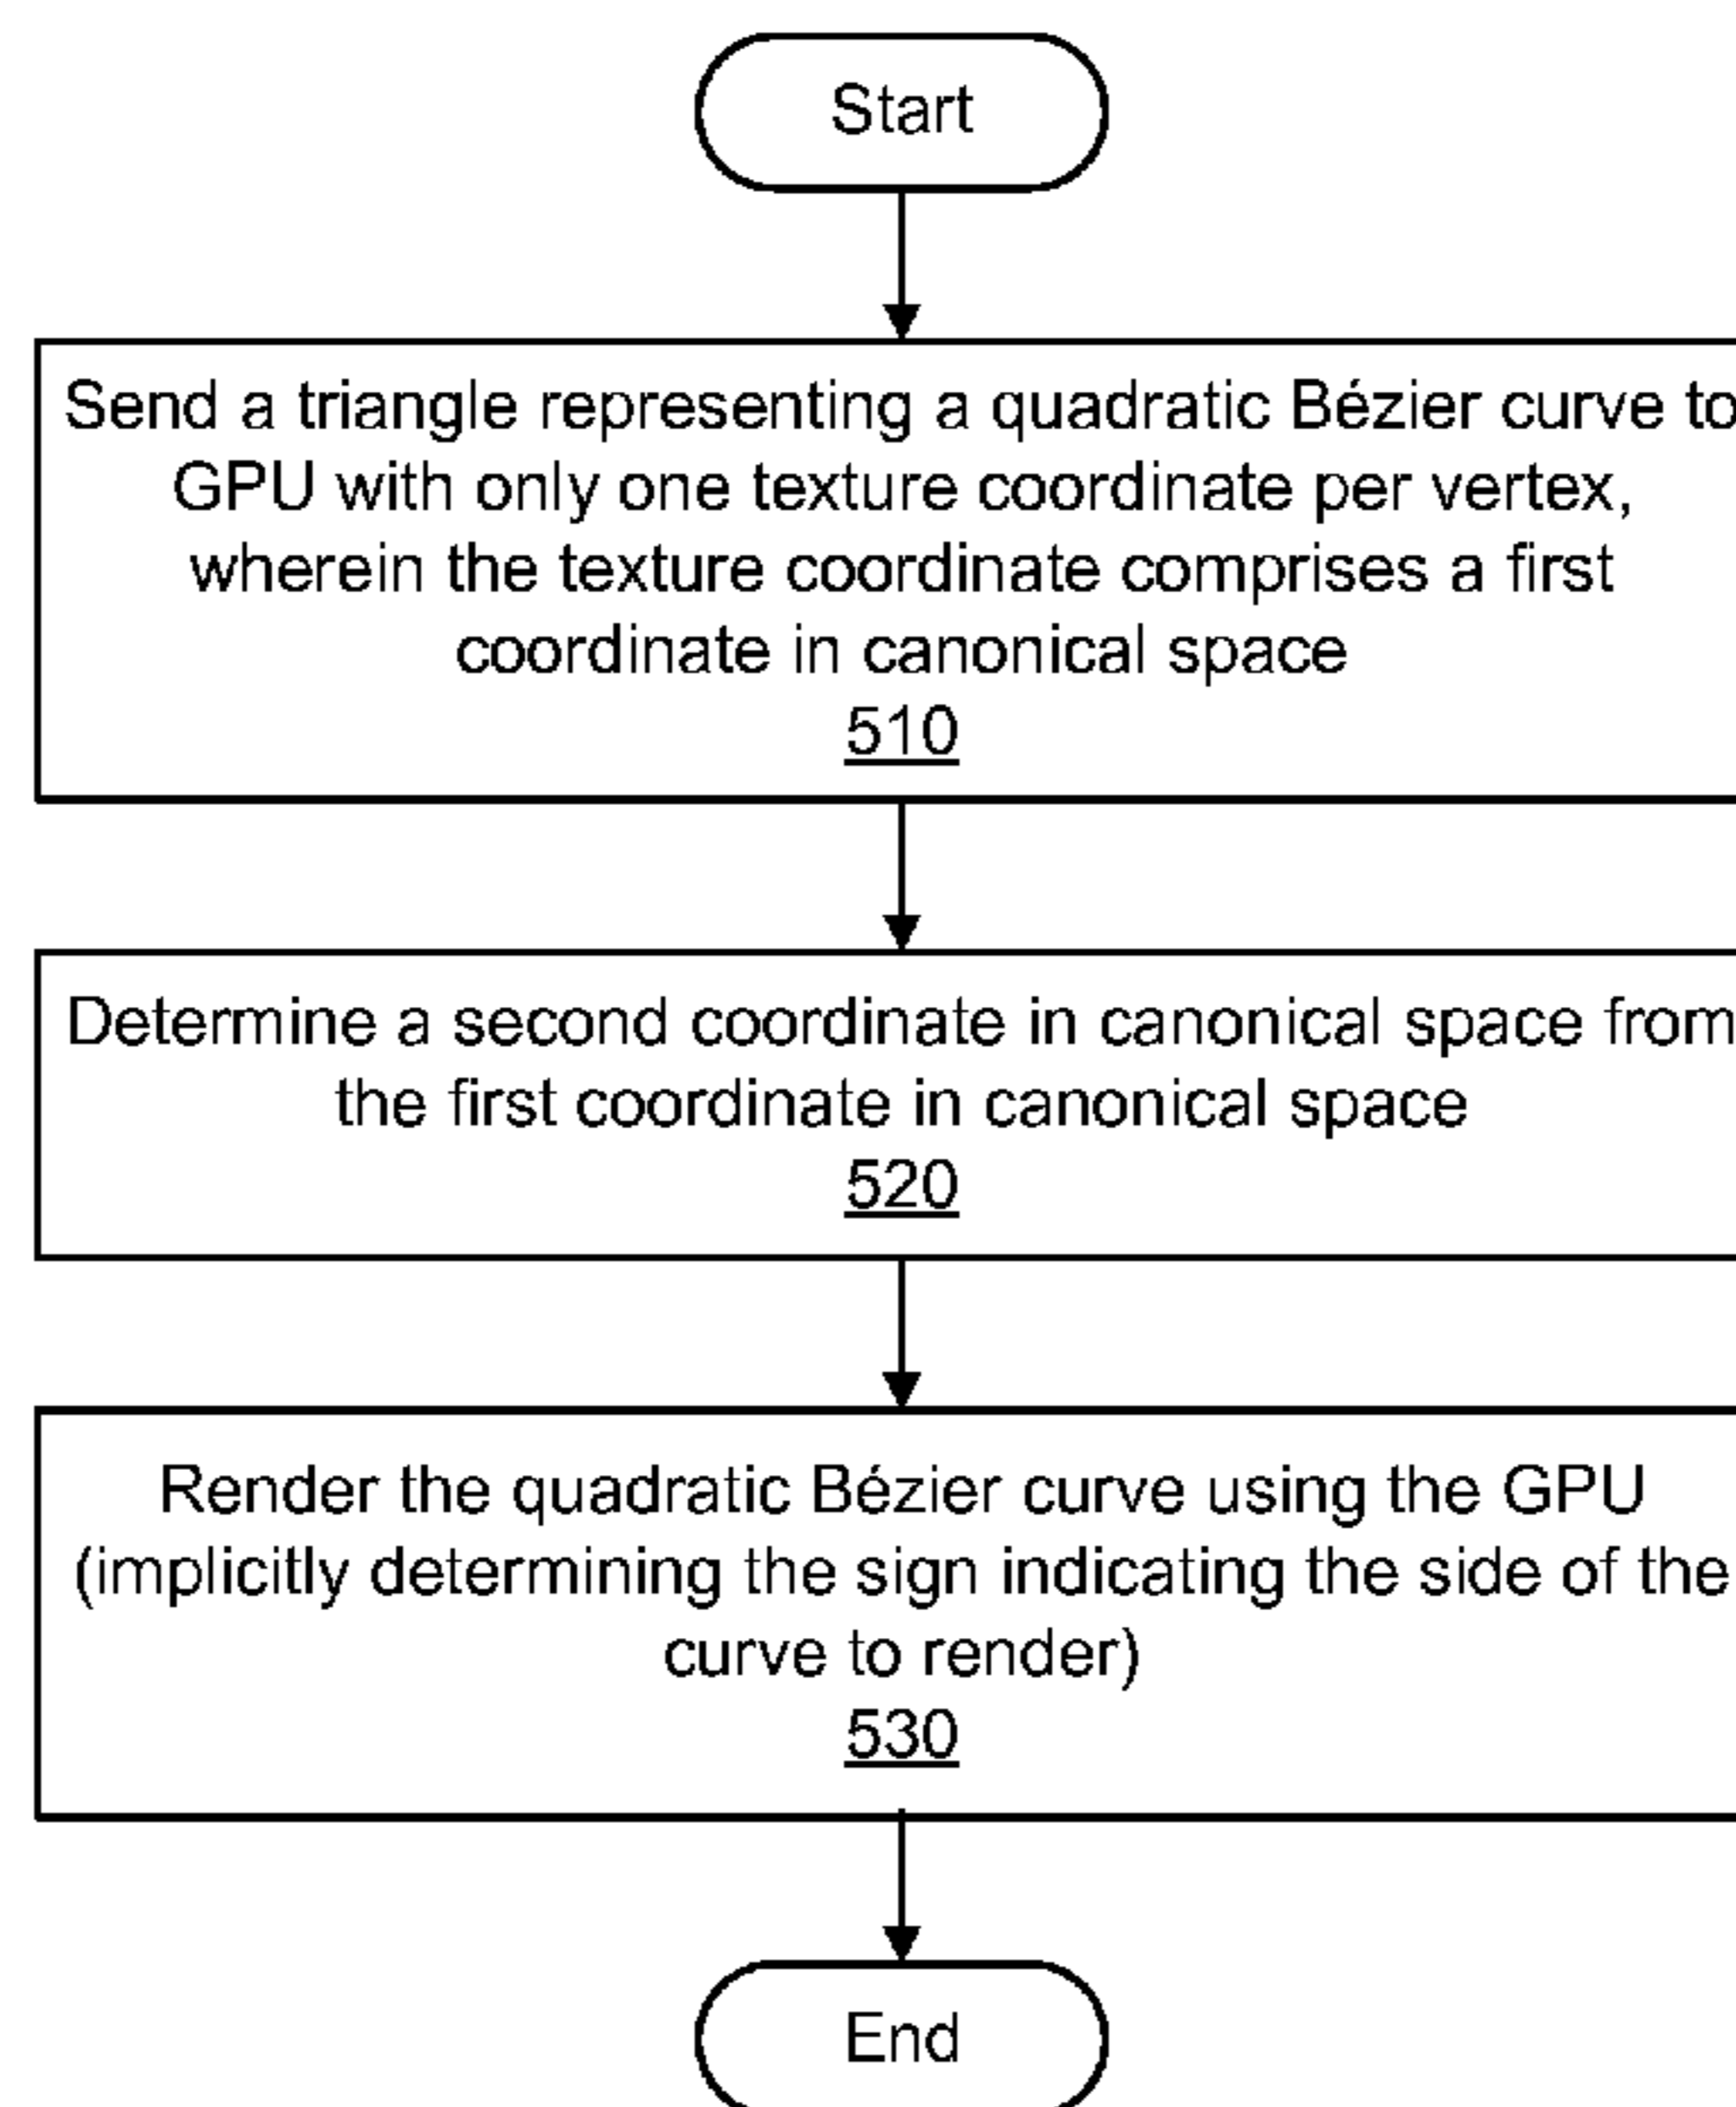 Start
Send a triangle representing a quadratic Bézier curve to
GPU with only one texture coordinate per vertex,
wherein the texture coordinate comprises a first
coordinate in canonical space
510
Determine a second coordinate in canonical space from
the first coordinate in canonical space
520
Render the quadratic Bézier curve using the GPU
(implicitly determining the sign indicating the side of the
curve to render)
530
End